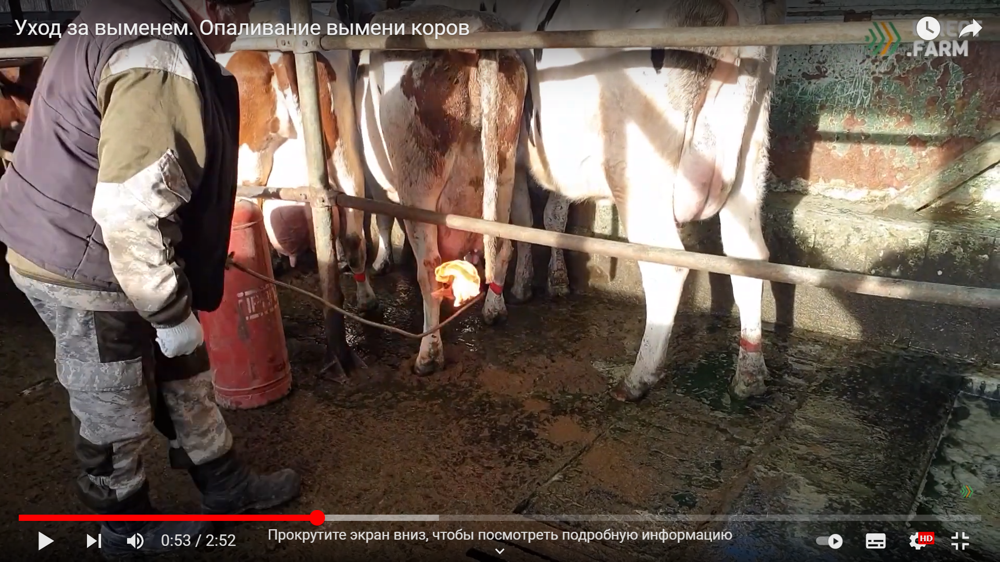 Уход за выменем. Опаливание вымени коров
.FARM
0:53 / 2:52
Прокрутите экран вниз, чтобы посмотреть подробную информацию
HD